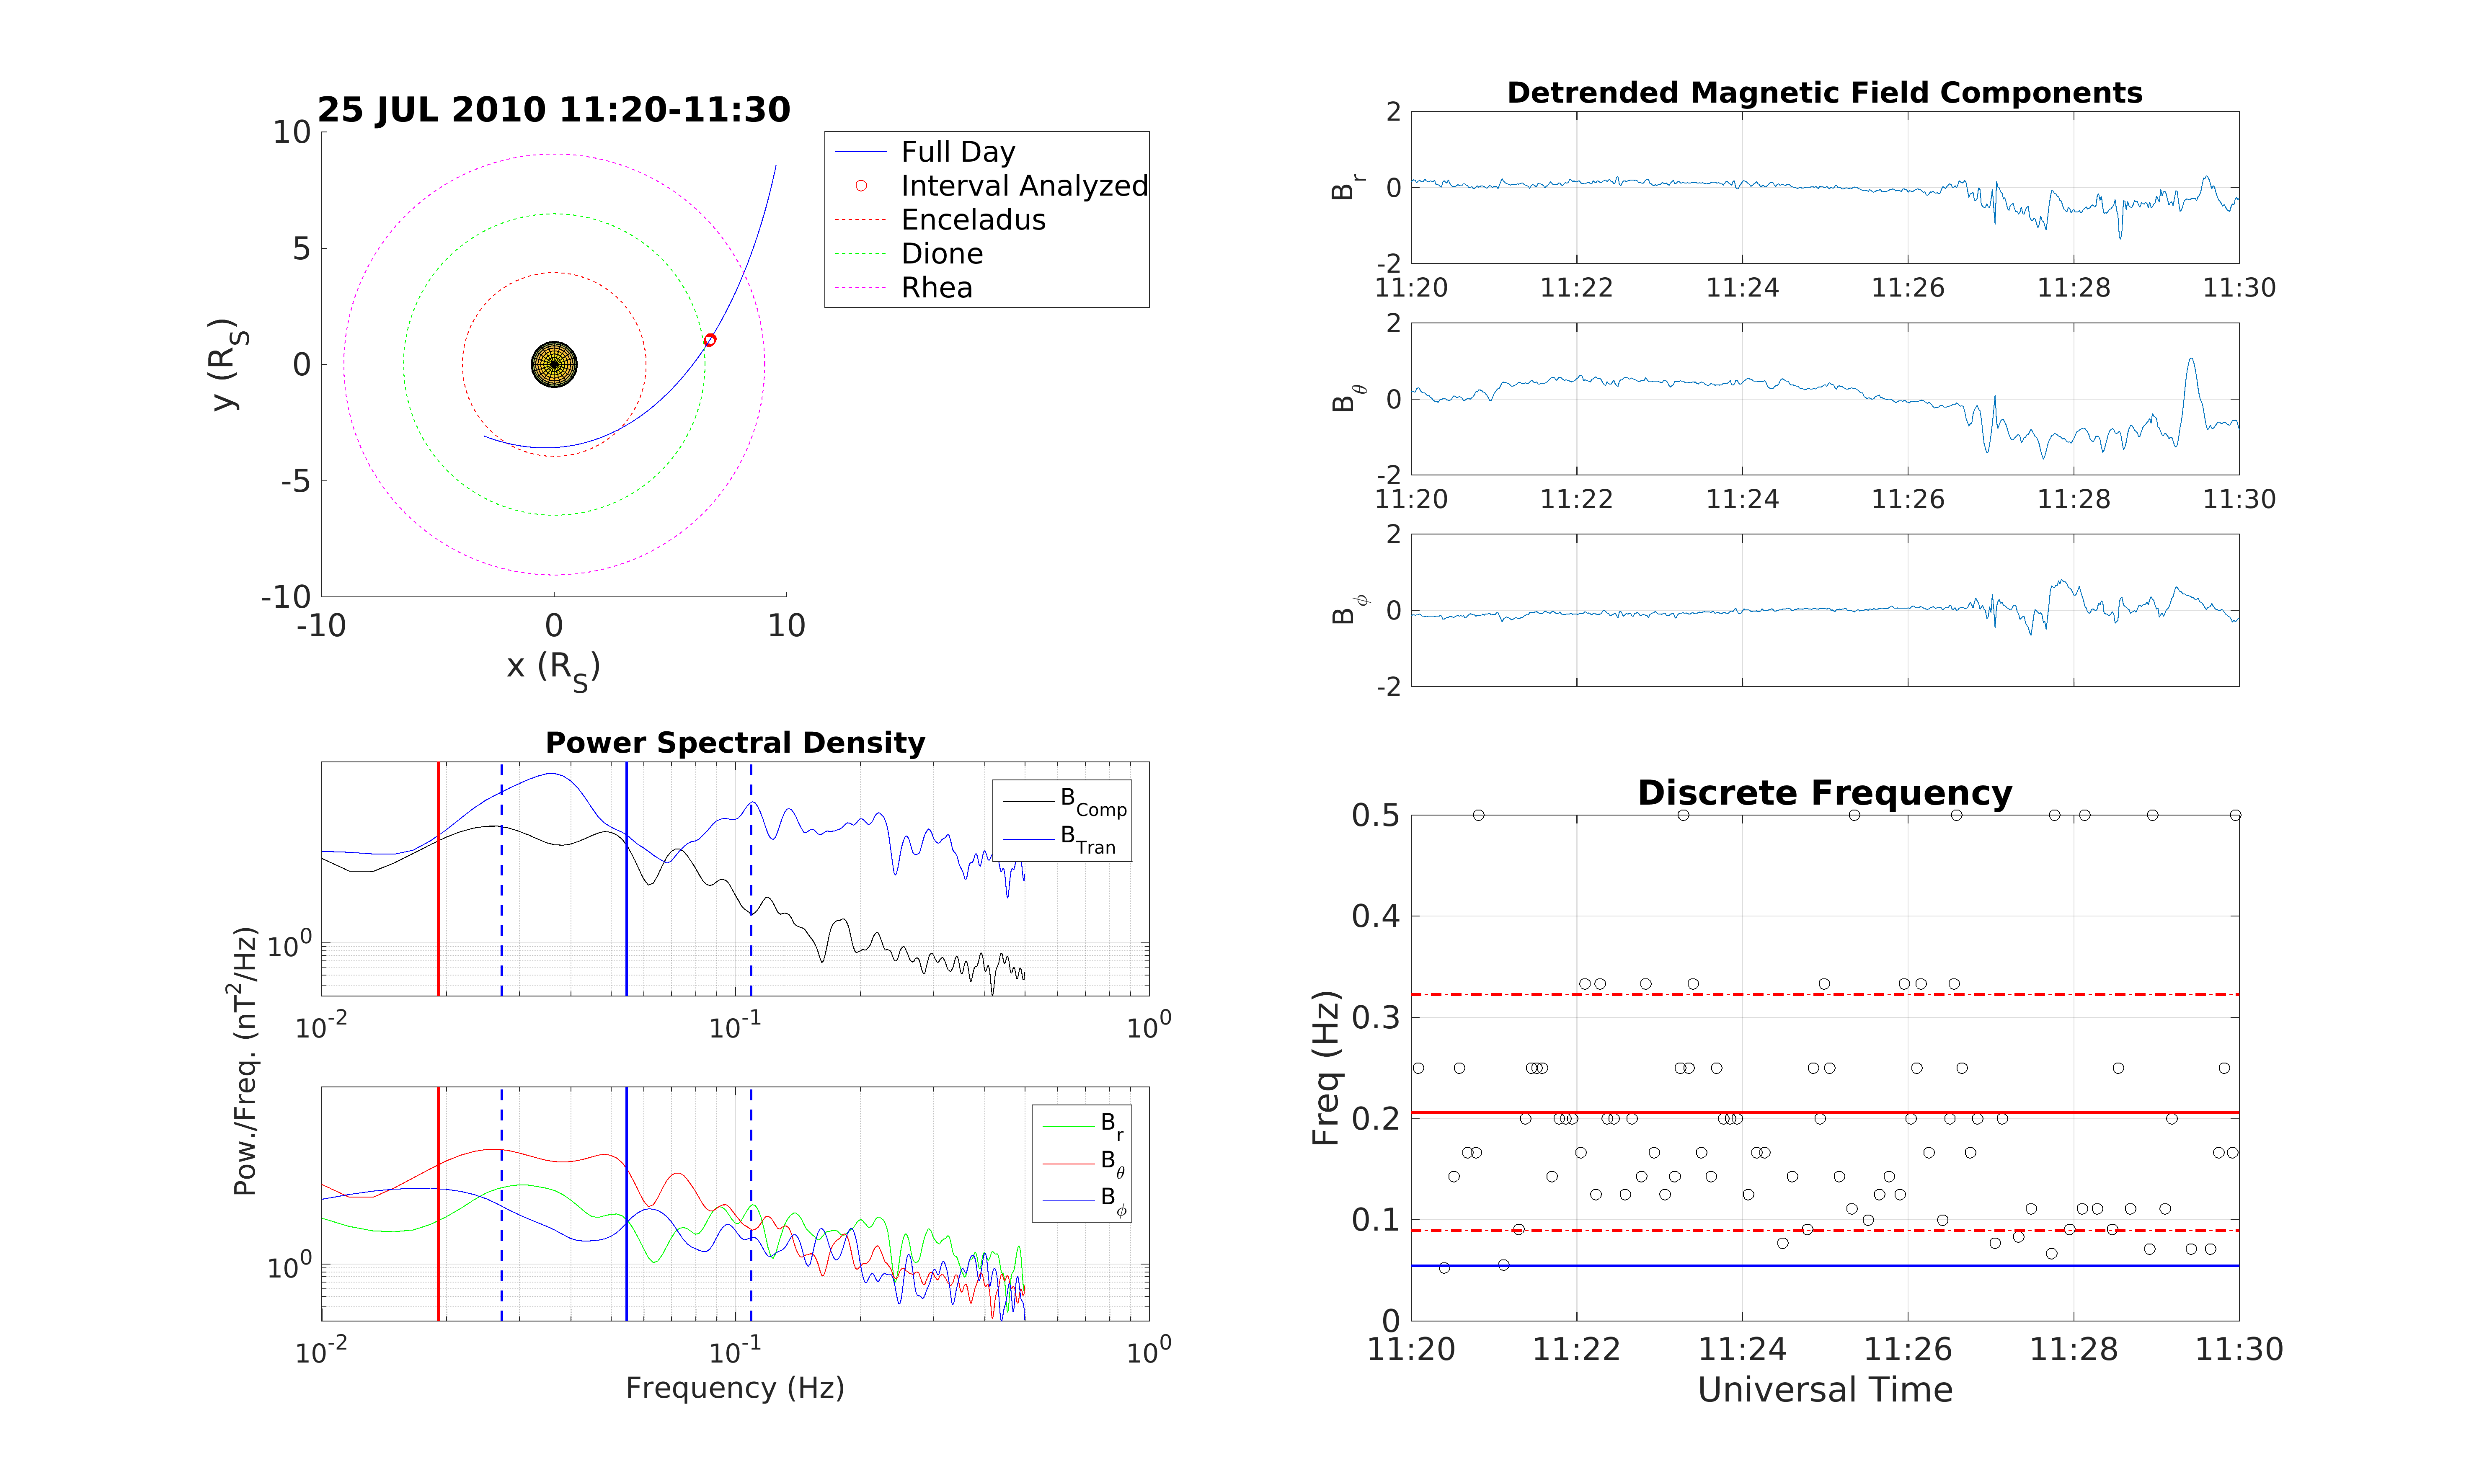 25 JUL 2010 11:20-11:30
10
5
0
-5
-10
-10 0 10
y (R_S)
x (R_S)
Full Day
Interval Analyzed
Enceladus
Dione
Rhea
Detrended Magnetic Field Components
2
0
-2
B_r
11:20 11:22 11:24 11:26 11:28 11:30
2
0
-2
B_θ
11:20 11:22 11:24 11:26 11:28 11:30
2
0
-2
B_ϕ
Power Spectral Density
10^0
10^-2 10^-1 10^0
B_Comp
B_Tran
Pow./Freq. (nT^2/Hz)
10^0
10^-2 10^-1 10^0
B_r
B_θ
B_ϕ
Frequency (Hz)
Discrete Frequency
0.5
0.4
0.3
0.2
0.1
0
Freq (Hz)
11:20 11:22 11:24 11:26 11:28 11:30
Universal Time